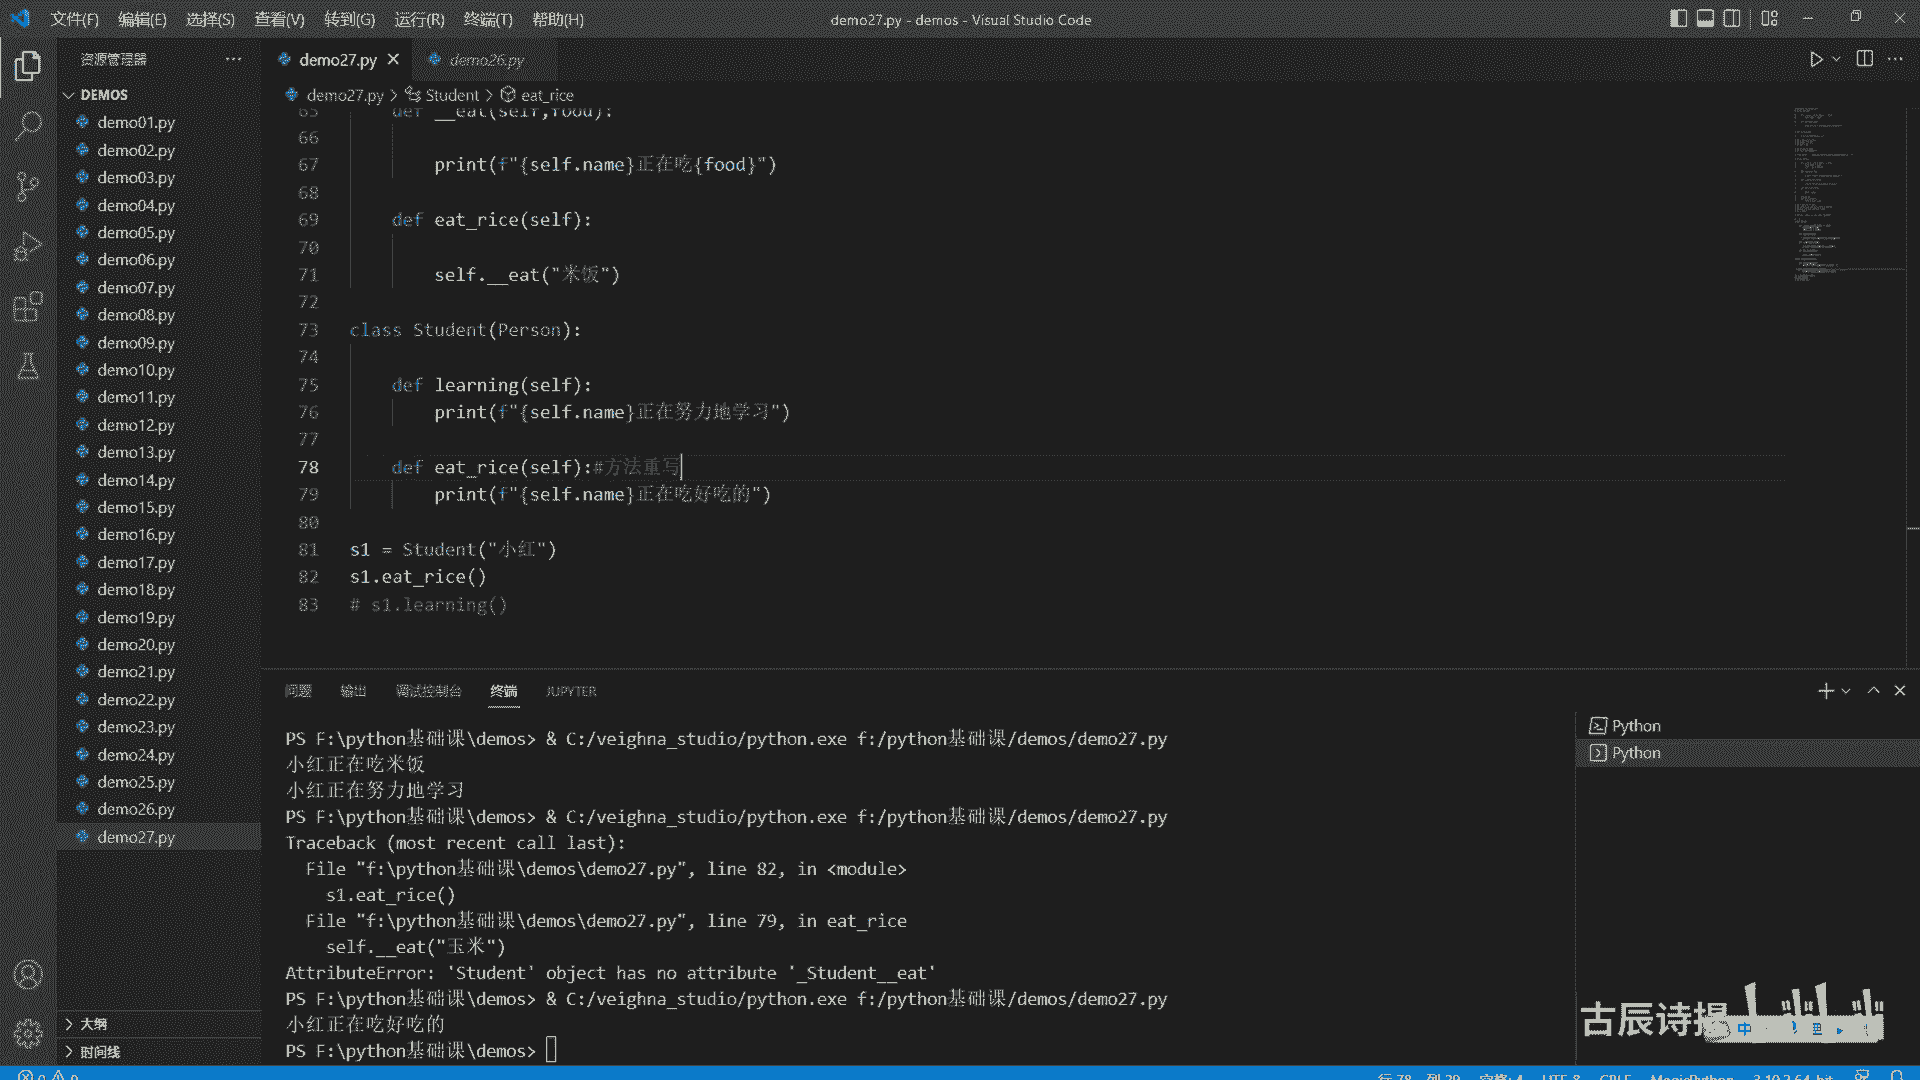 文件(F) 编辑(E) 选择(S) 查看(V) 转到(G) 运行(R) 终端(T) 帮助(H)
demo27.py - demos - Visual Studio Code
资源管理器
DEMOS
demo01.py
demo02.py
demo03.py
demo04.py
demo05.py
demo06.py
demo07.py
demo08.py
demo09.py
demo10.py
demo11.py
demo12.py
demo13.py
demo14.py
demo15.py
demo16.py
demo17.py
demo18.py
demo19.py
demo20.py
demo21.py
demo22.py
demo23.py
demo24.py
demo25.py
demo26.py
demo27.py
大纲
时间线
demo27.py
demo26.py
demo27.py > Student > eat_rice
65 def __eat(self,food):
66
67 print(f"{self.name}正在吃{food}")
68
69 def eat_rice(self):
70
71 self.__eat("米饭")
72
73 class Student(Person):
74
75 def learning(self):
76 print(f"{self.name}正在努力地学习")
77
78 def eat_rice(self):#方法重写
79 print(f"{self.name}正在吃好吃的")
80
81 s1 = Student("小红")
82 s1.eat_rice()
83 # s1.learning()
问题 输出 调试控制台 终端 JUPYTER
PS F:\python基础课\demos> & C:/veighna_studio/python.exe f:/python基础课/demos/demo27.py
小红正在吃米饭
小红正在努力地学习
PS F:\python基础课\demos> & C:/veighna_studio/python.exe f:/python基础课/demos/demo27.py
Traceback (most recent call last):
File "f:\python基础课\demos\demo27.py", line 82, in <module>
s1.eat_rice()
File "f:\python基础课\demos\demo27.py", line 79, in eat_rice
self.__eat("玉米")
AttributeError: 'Student' object has no attribute '_Student__eat'
PS F:\python基础课\demos> & C:/veighna_studio/python.exe f:/python基础课/demos/demo27.py
小红正在吃好吃的
PS F:\python基础课\demos>
Python
Python
古辰诗
中
行 78, 列 29 空格: 4 UTF-8 CRLF MagicPython 3.10.2 64-bit